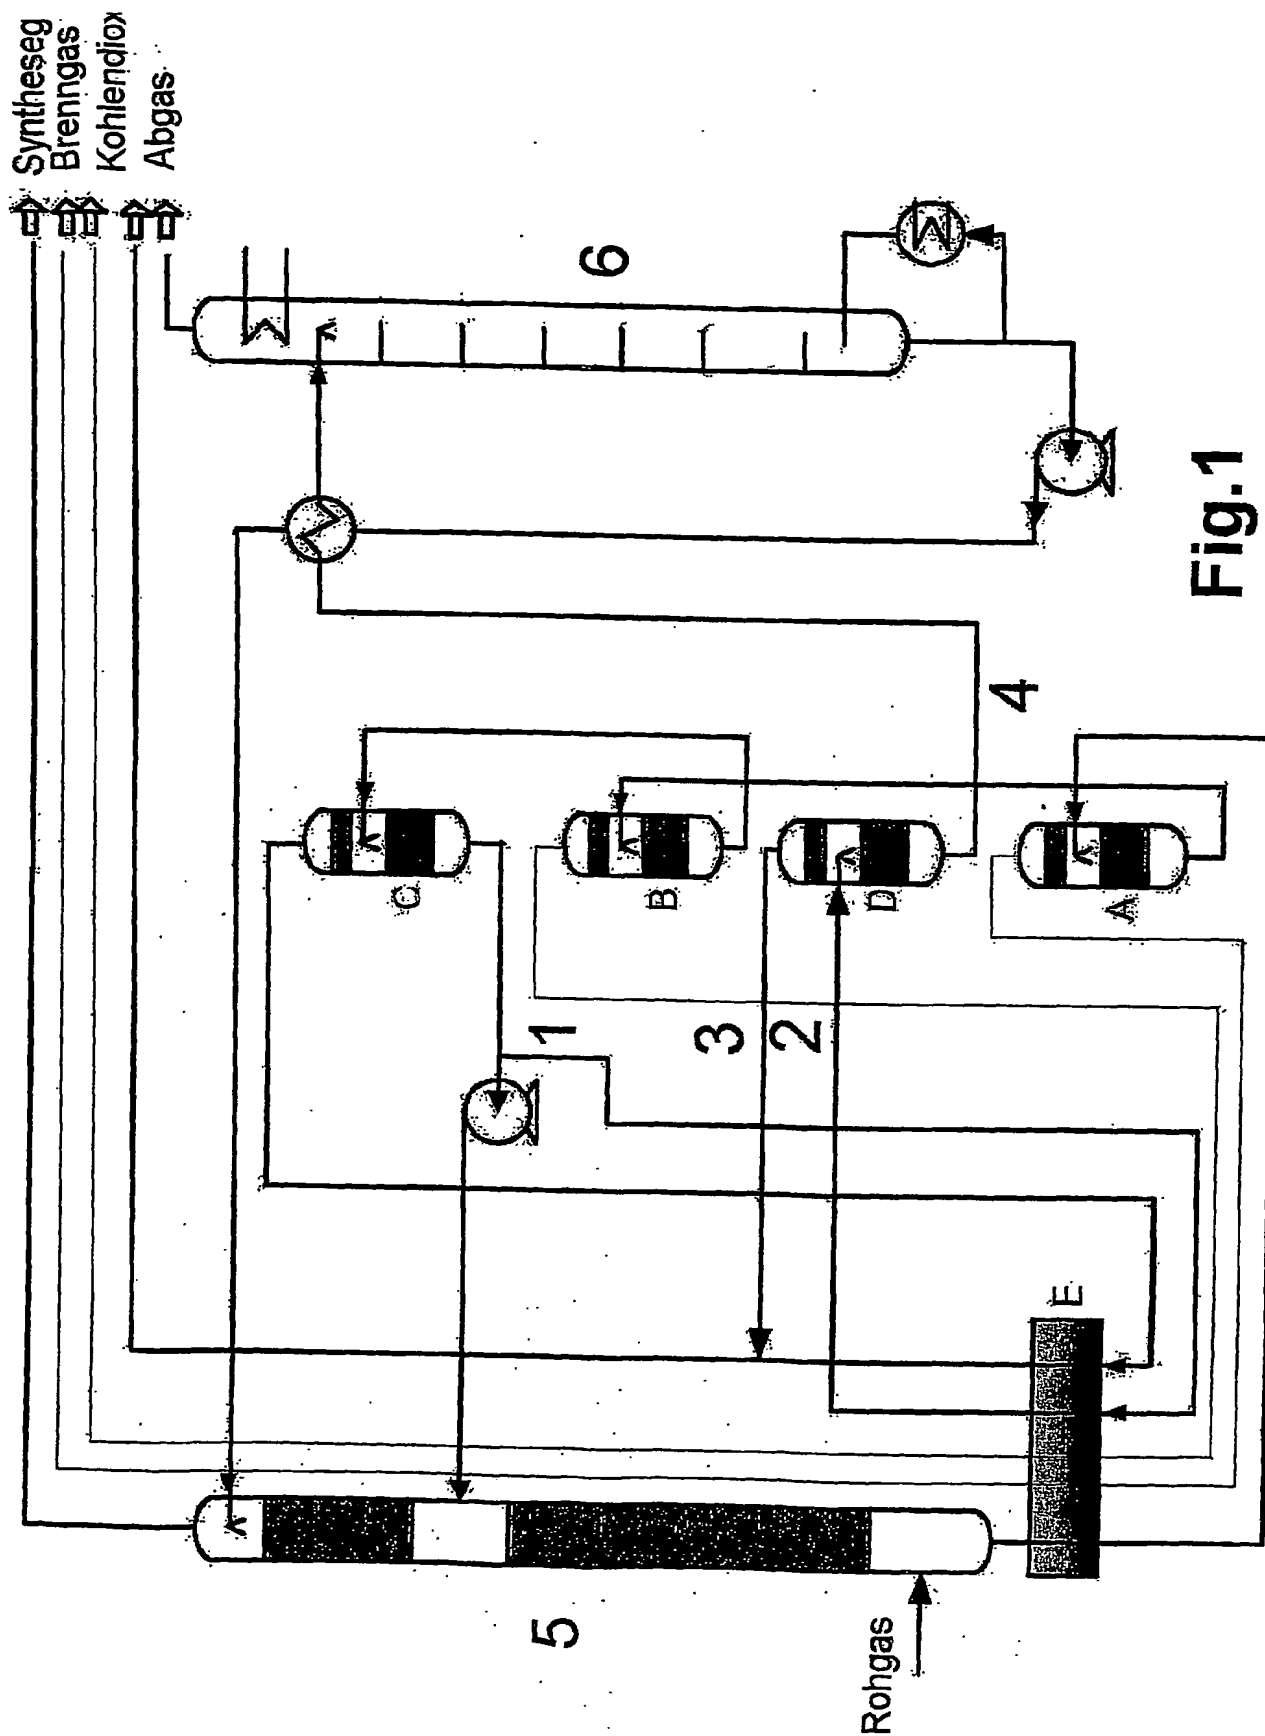 Syntheseg
Brenngas
Kohlendiox
Abgas
6
C
B
D
A
4
1
3
2
E
5
Rohgas
Fig.1